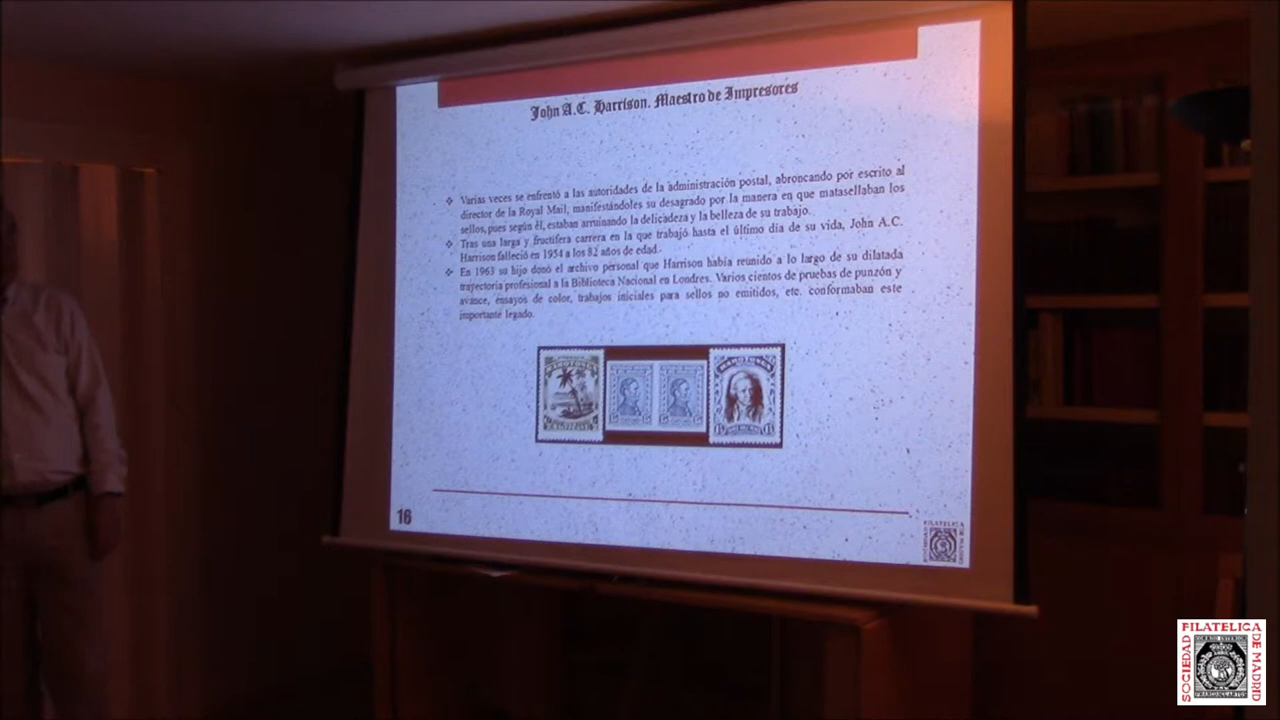 John A.C. Harrison. Maestro de Impresores
❖ Varias veces se enfrentó a las autoridades de la administración postal, abroncando por escrito al
director de la Royal Mail, manifestándoles su desagrado por la manera en que matasellaban los
sellos, pues según él, estaban arruinando la delicadeza y la belleza de su trabajo.
❖ Tras una larga y fructífera carrera en la que trabajó hasta el último día de su vida, John A.C.
Harrison falleció en 1954 a los 82 años de edad.
❖ En 1963 su hijo donó el archivo personal que Harrison había reunido a lo largo de su dilatada
trayectoria profesional a la Biblioteca Nacional en Londres. Varios cientos de pruebas de punzón y
avance, ensayos de color, trabajos iniciales para sellos no emitidos, etc. conformaban este
importante legado.
RAROTONGA
RAROTONGA
16
FILATELICA
SOCIEDAD
FILATELICA
DE MADRID